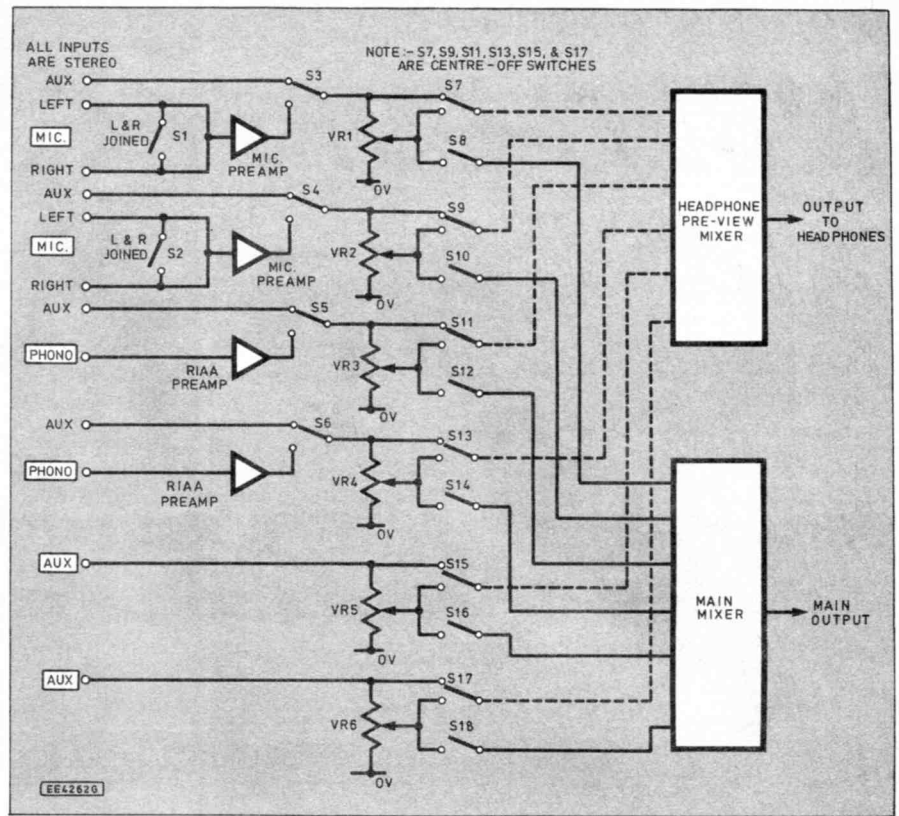 ALL INPUTS
ARE STEREO
NOTE:- S7, S9, S11, S13, S15, & S17
ARE CENTRE-OFF SWITCHES
AUX
S3
S7
LEFT
L & R
JOINED
S1
MIC.
VR1
S8
MIC.
PREAMP
RIGHT
0V
AUX
S4
S9
LEFT
L & R
JOINED
S2
MIC.
VR2
S10
MIC.
PREAMP
RIGHT
0V
AUX
S5
S11
PHONO
RIAA
PREAMP
VR3
S12
0V
AUX
S6
S13
PHONO
RIAA
PREAMP
VR4
S14
0V
AUX
S15
VR5
S16
0V
AUX
S17
VR6
S18
0V
HEADPHONE
PRE-VIEW
MIXER
OUTPUT
TO
HEADPHONES
MAIN
MIXER
MAIN
OUTPUT
EE4262G